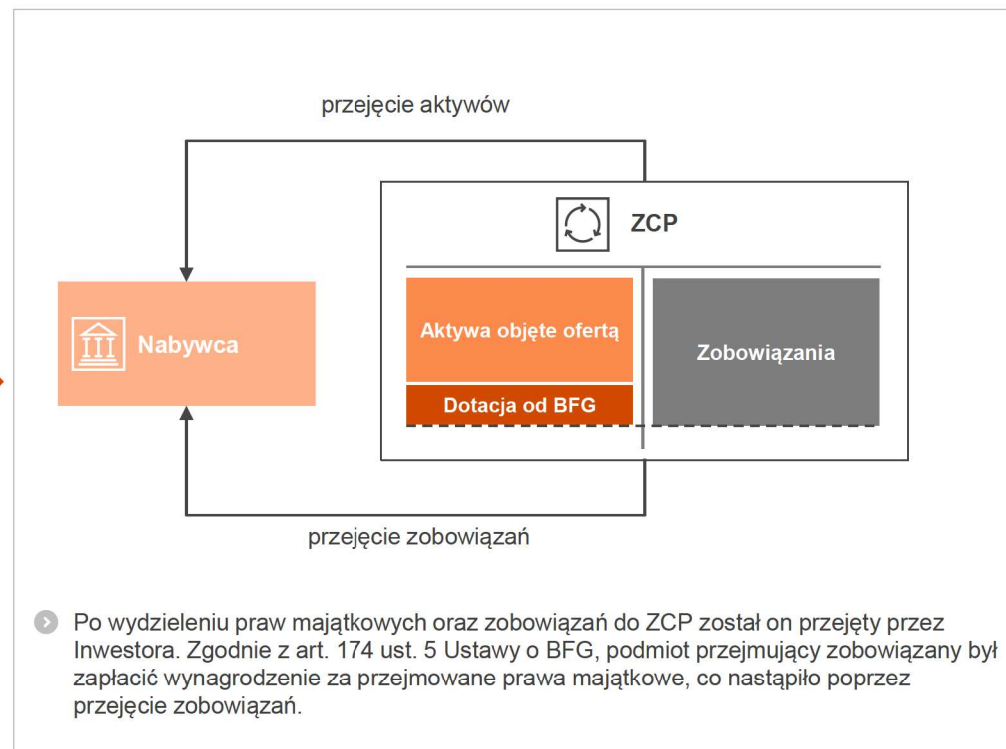 przejęcie aktywów
ZCP
Nabywca
Aktywa objęte ofertą
Zobowiązania
Dotacja od BFG
przejęcie zobowiązań
Po wydzieleniu praw majątkowych oraz zobowiązań do ZCP został on przejęty przez
Inwestora. Zgodnie z art. 174 ust. 5 Ustawy o BFG, podmiot przejmujący zobowiązany był
zapłacić wynagrodzenie za przejmowane prawa majątkowe, co nastąpiło poprzez
przejęcie zobowiązań.